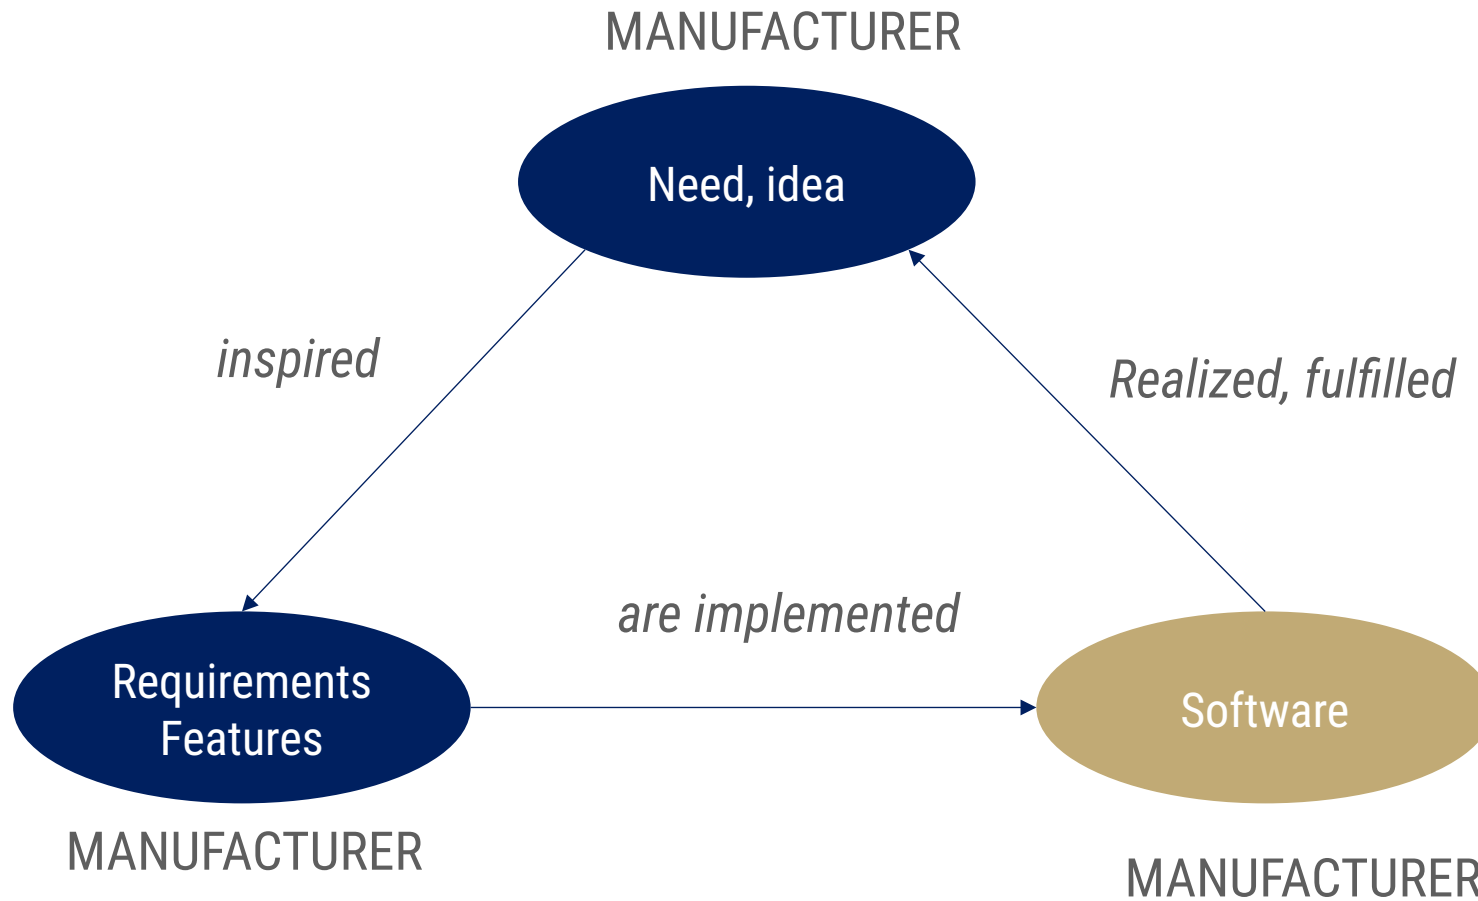 MANUFACTURER
Need, idea
inspired
Realized, fulfilled
are implemented
Requirements
Features
Software
MANUFACTURER
MANUFACTURER